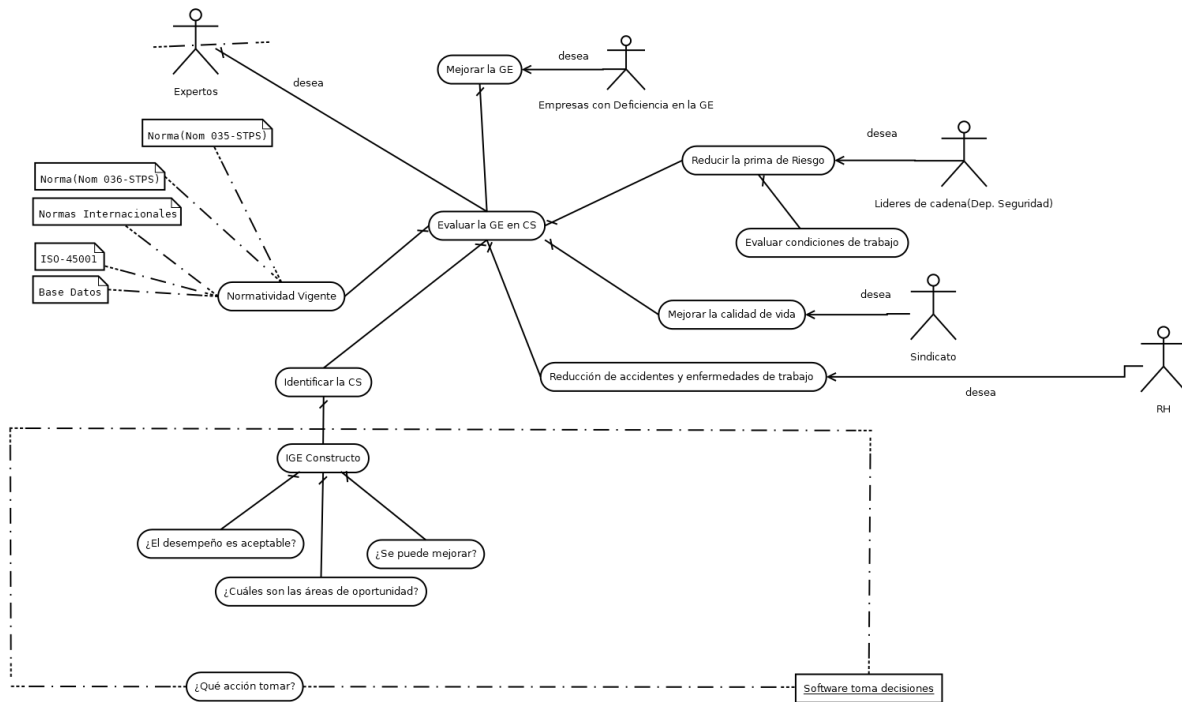 desea
Mejorar la GE
desea
Expertos
Empresas con Deficiencia en la GE
Norma(Nom 035-STPS)
desea
Reducir la prima de Riesgo
Norma(Nom 036-STPS)
Lideres de cadena(Dep. Seguridad)
Normas Internacionales
Evaluar la GE en CS
Evaluar condiciones de trabajo
ISO-45001
Base Datos
Normatividad Vigente
desea
Mejorar la calidad de vida
Sindicato
Identificar la CS
Reducción de accidentes y enfermedades de trabajo
desea
RH
IGE Constructo
¿El desempeño es aceptable?
¿Se puede mejorar?
¿Cuáles son las áreas de oportunidad?
¿Qué acción tomar?
Software toma decisiones